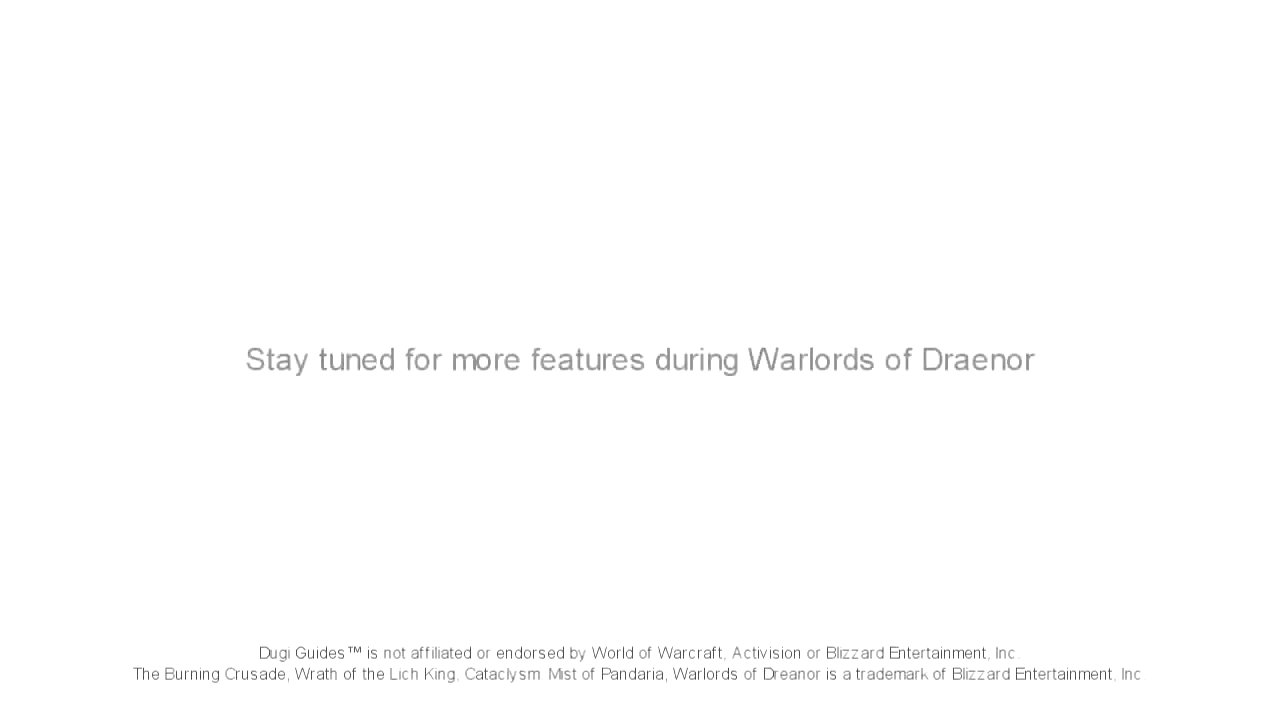 Stay tuned for more features during Warlords of Draenor
Dugi Guides™ is not affiliated or endorsed by World of Warcraft, Activision or Blizzard Entertainment, Inc.
The Burning Crusade, Wrath of the Lich King, Cataclysm Mist of Pandaria, Warlords of Dreanor is a trademark of Blizzard Entertainment, Inc